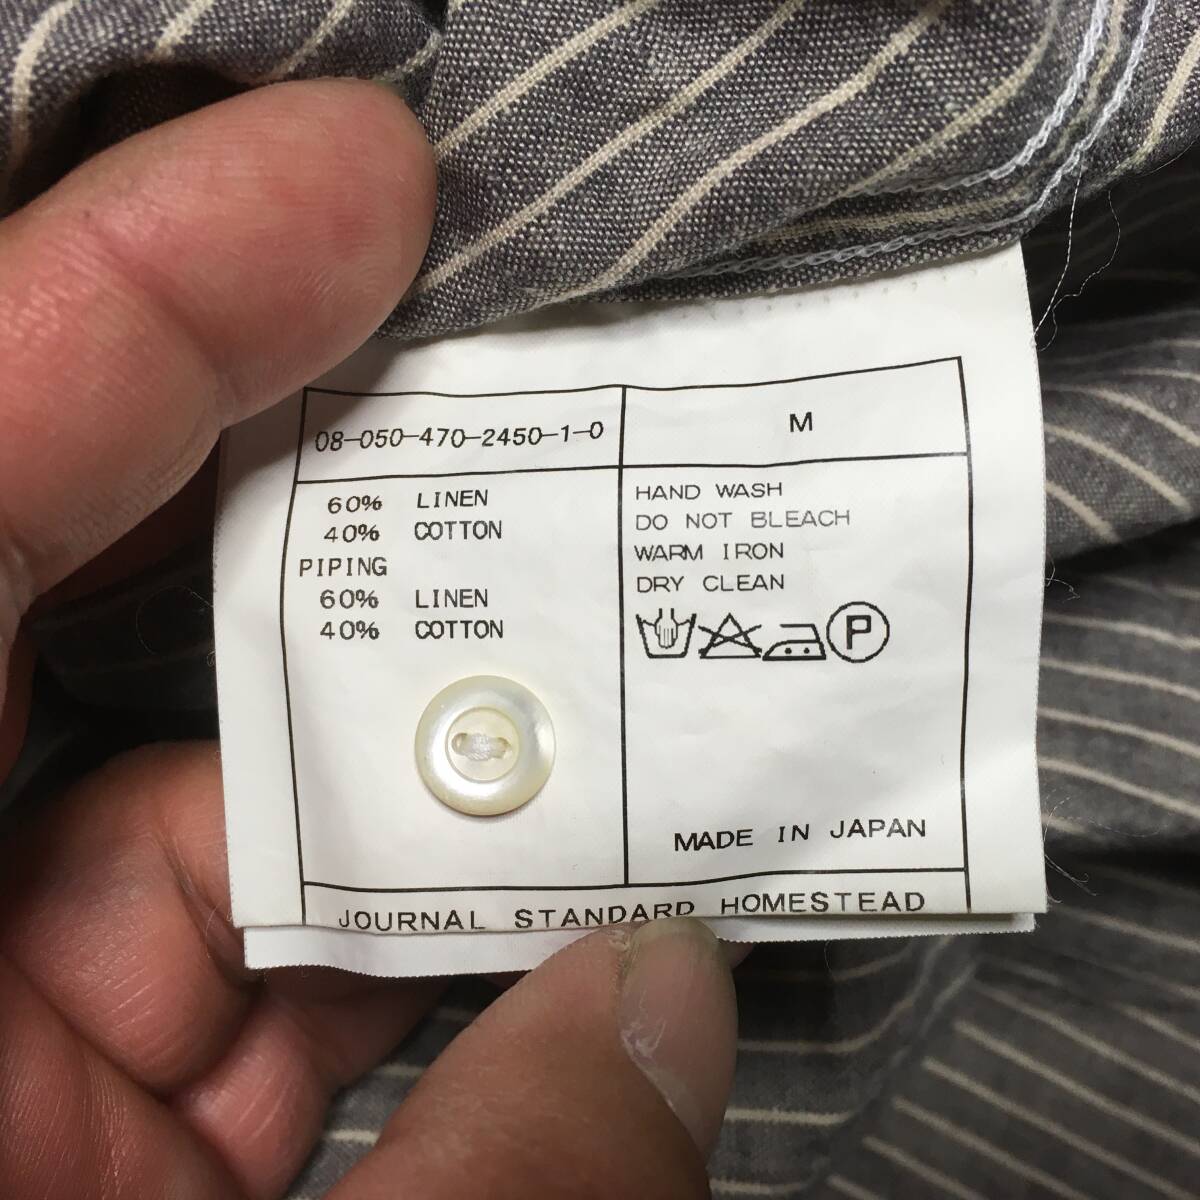 08-050-470-2450-1-0
M
60% LINEN
40% COTTON
PIPING
60% LINEN
40% COTTON
HAND WASH
DO NOT BLEACH
WARM IRON
DRY CLEAN
P
MADE IN JAPAN
JOURNAL STANDARD HOMESTEAD